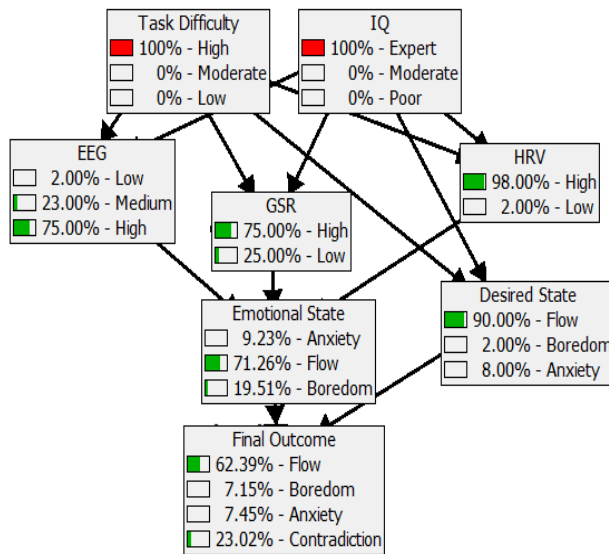 Task Difficulty
100% - High
0% - Moderate
0% - Low
IQ
100% - Expert
0% - Moderate
0% - Poor
EEG
2.00% - Low
23.00% - Medium
75.00% - High
GSR
75.00% - High
25.00% - Low
HRV
98.00% - High
2.00% - Low
Emotional State
9.23% - Anxiety
71.26% - Flow
19.51% - Boredom
Desired State
90.00% - Flow
2.00% - Boredom
8.00% - Anxiety
Final Outcome
62.39% - Flow
7.15% - Boredom
7.45% - Anxiety
23.02% - Contradiction